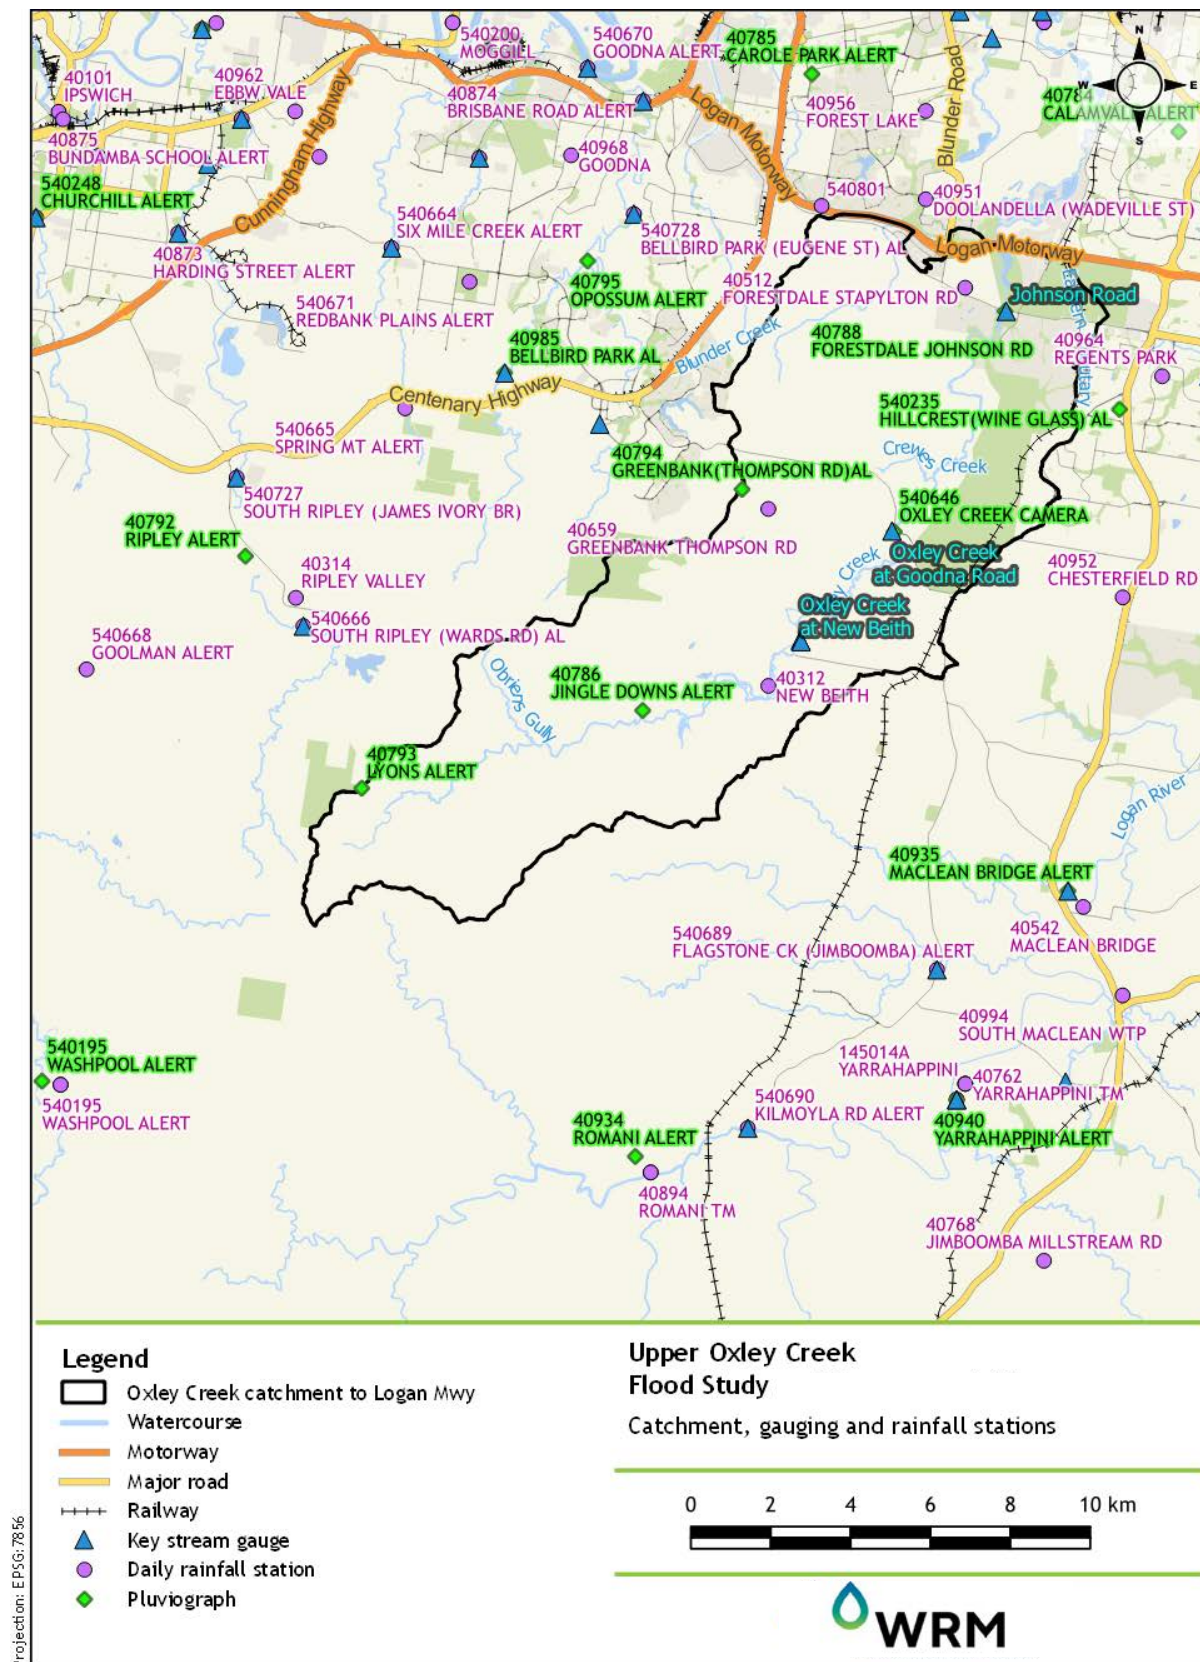 540200
MOGGILL
540670
GOODNA ALERT
40785
CAROLE PARK ALERT
N
W
E
S
40101
IPSWICH
40962
EBBW VALE
40874
BRISBANE ROAD ALERT
40956
FOREST LAKE
Blunder Road
40784
CALAMVALE ALERT
Logan Motorway
Cunningham Highway
40875
BUNDAMBA SCHOOL ALERT
40968
GOODNA
540248
CHURCHILL ALERT
540801
40951
DOOLANDELLA (WADEVILLE ST)
540664
SIX MILE CREEK ALERT
540728
BELLBIRD PARK (EUGENE ST) AL
Logan Motorway
40873
HARDING STREET ALERT
40795
OPOSSUM ALERT
40512
FORESTDALE STAPYLTON RD
Johnson Road
540671
REDBANK PLAINS ALERT
40985
BELLBIRD PARK AL
Blunder Creek
40788
FORESTDALE JOHNSON RD
40964
REGENTS PARK
Centenary Highway
540235
HILLCREST(WINE GLASS) AL
540665
SPRING MT ALERT
40794
GREENBANK(THOMPSON RD)AL
Crewes Creek
540727
SOUTH RIPLEY (JAMES IVORY BR)
540646
OXLEY CREEK CAMERA
40792
RIPLEY ALERT
40659
GREENBANK THOMPSON RD
Oxley Creek
at Goodna Road
Creek
40952
CHESTERFIELD RD
40314
RIPLEY VALLEY
Oxley Creek
at New Beith
540666
SOUTH RIPLEY (WARDS RD) AL
540668
GOOLMAN ALERT
Obriens Gully
40786
JINGLE DOWNS ALERT
40312
NEW BEITH
40793
LYONS ALERT
Logan River
40935
MACLEAN BRIDGE ALERT
540689
FLAGSTONE CK (JIMBOOMBA) ALERT
40542
MACLEAN BRIDGE
40994
SOUTH MACLEAN WTP
540195
WASHPOOL ALERT
145014A
YARRAHAPPINI
40762
YARRAHAPPINI TM
540195
WASHPOOL ALERT
540690
KILMOYLA RD ALERT
40934
ROMANI ALERT
40940
YARRAHAPPINI ALERT
40894
ROMANI TM
40768
JIMBOOMBA MILLSTREAM RD
Legend
Oxley Creek catchment to Logan Mwy
Watercourse
Motorway
Major road
Railway
Key stream gauge
Daily rainfall station
Pluviograph
Upper Oxley Creek
Flood Study
Catchment, gauging and rainfall stations
0 2 4 6 8 10 km
WRM
rojection: EPSG:7856